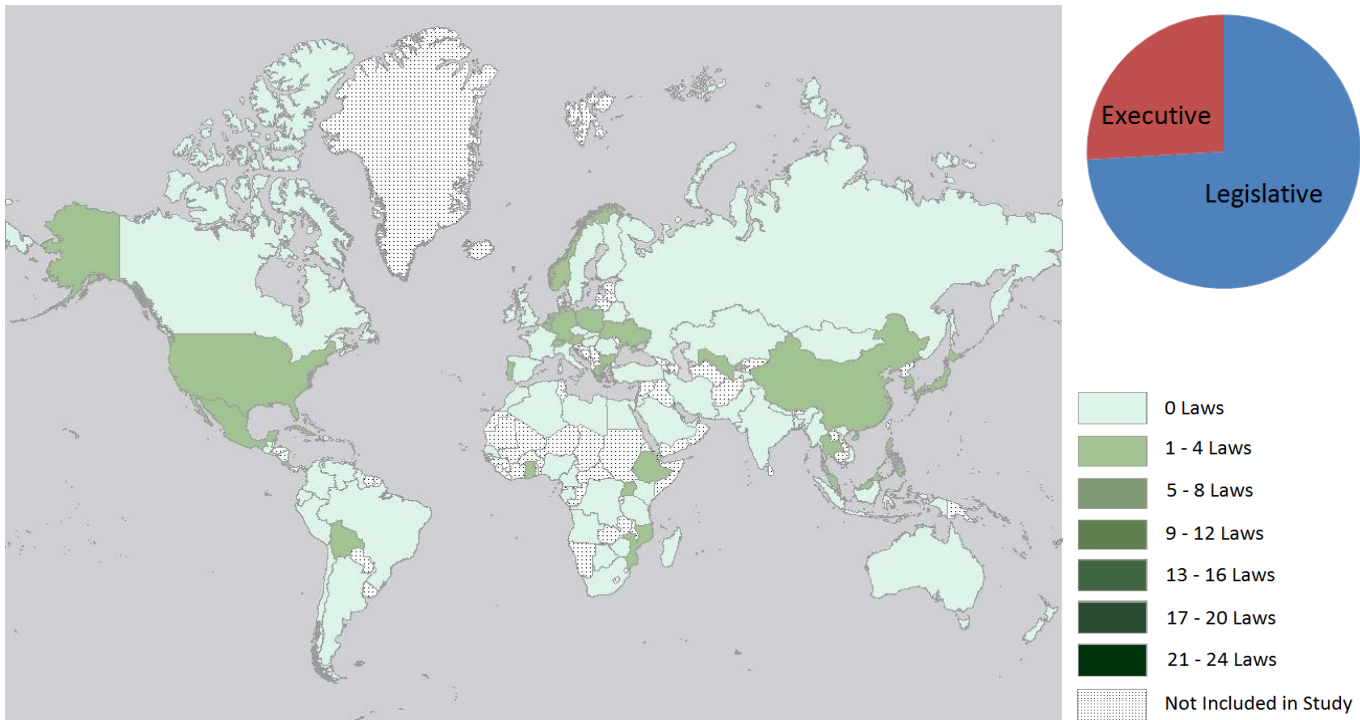 Executive
Legislative
0 Laws
1 - 4 Laws
5 - 8 Laws
9 - 12 Laws
13 - 16 Laws
17 - 20 Laws
21 - 24 Laws
Not Included in Study